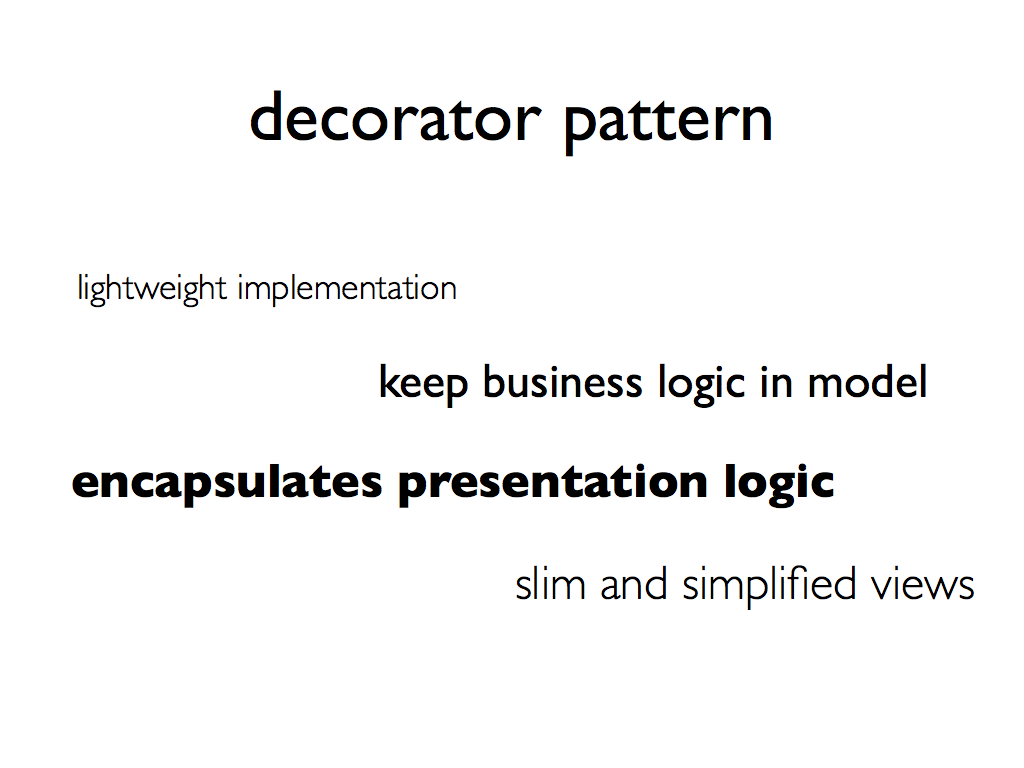 decorator pattern
lightweight implementation
keep business logic in model
encapsulates presentation logic
slim and simplified views